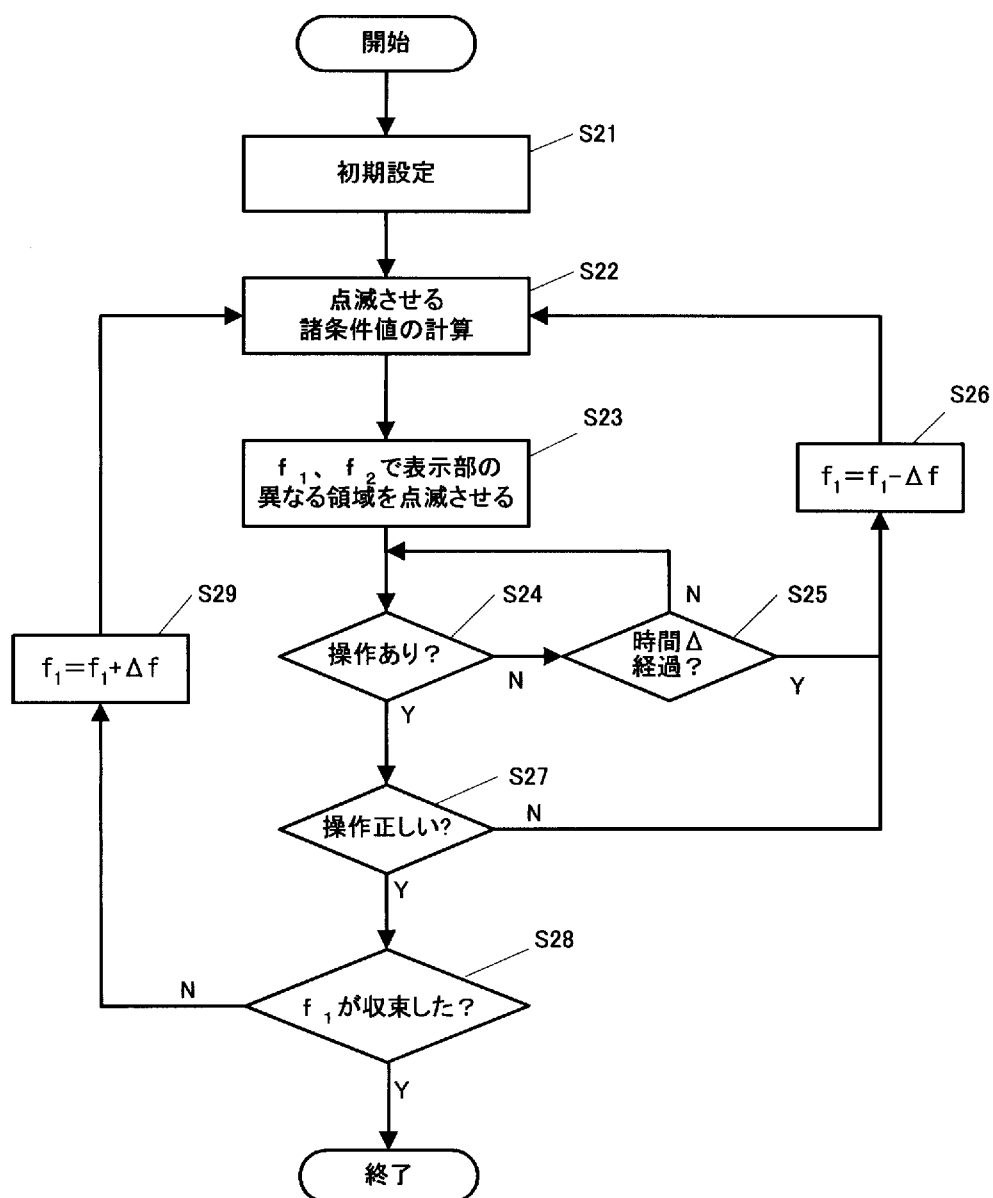 開始
S21
初期設定
S22
点滅させる
諸条件値の計算
S23
f₁、f₂で表示部の
異なる領域を点滅させる
S26
f₁=f₁-Δf
S24
操作あり?
N
Y
S25
時間Δ
経過?
N
Y
S29
f₁=f₁+Δf
S27
操作正しい?
N
Y
S28
f₁が収束した?
N
Y
終了